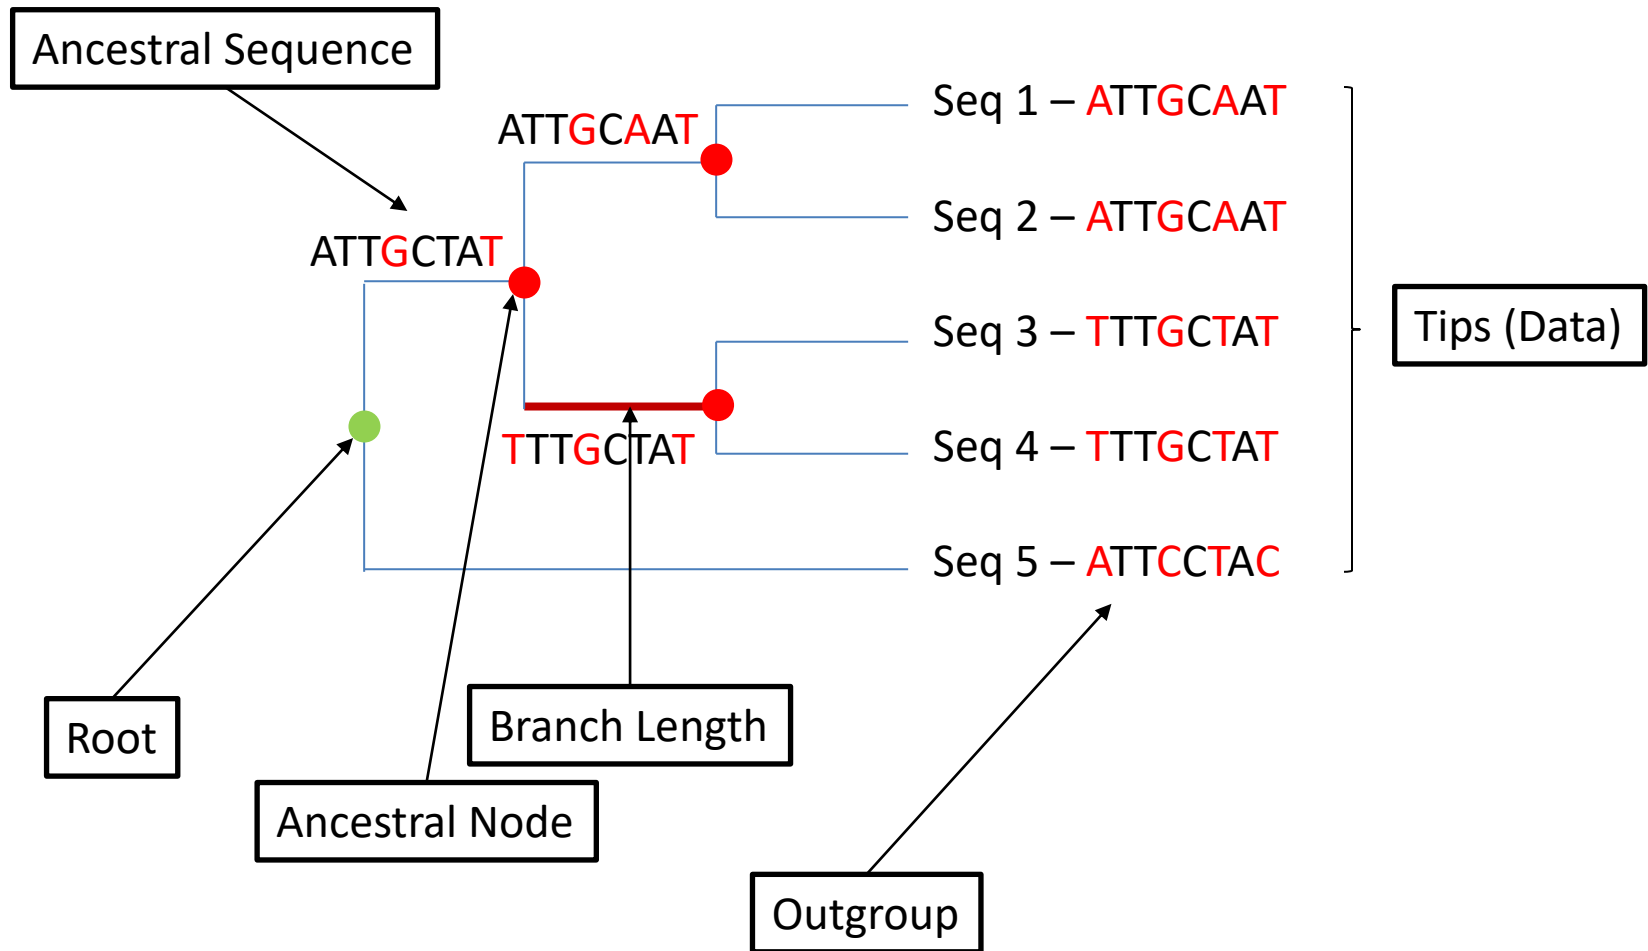 Ancestral Sequence
Seq 1 – ATTGCAAT
ATTGCAAT
Seq 2 – ATTGCAAT
ATTGCTAT
Seq 3 – TTTGCTAT
Tips (Data)
TTTGCTAT
Seq 4 – TTTGCTAT
Seq 5 – ATTCCTAC
Root
Branch Length
Ancestral Node
Outgroup